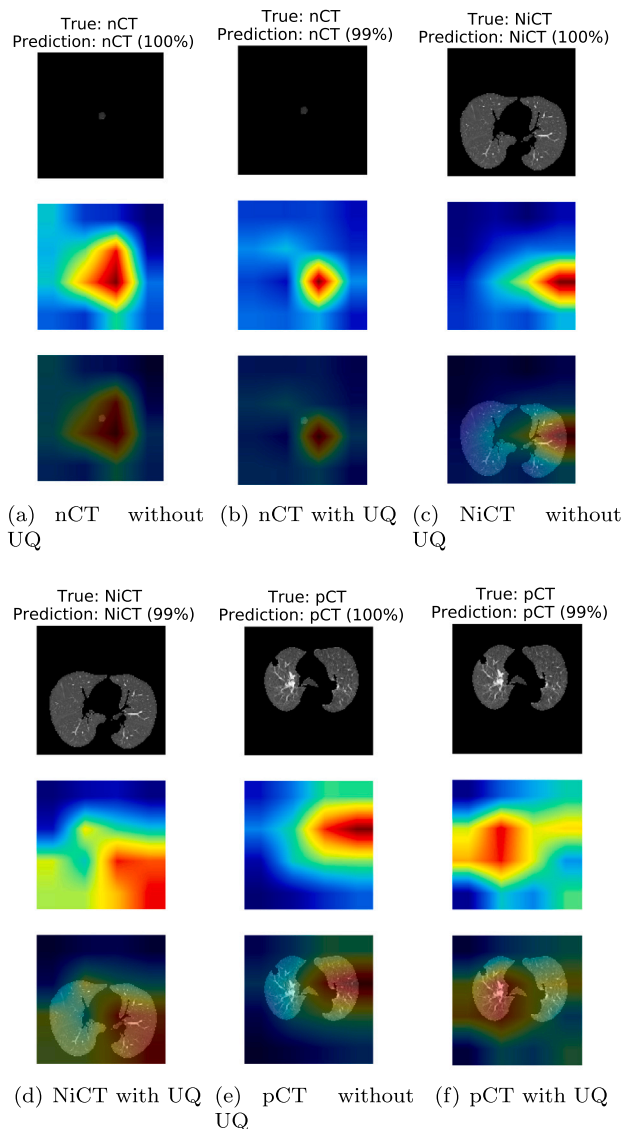 True: nCT
Prediction: nCT (100%)
True: nCT
Prediction: nCT (99%)
True: NiCT
Prediction: NiCT (100%)
(a) nCT without
UQ
(b) nCT with UQ
(c) NiCT without
UQ
True: NiCT
Prediction: NiCT (99%)
True: pCT
Prediction: pCT (100%)
True: pCT
Prediction: pCT (99%)
(d) NiCT with UQ
(e) pCT without
UQ
(f) pCT with UQ